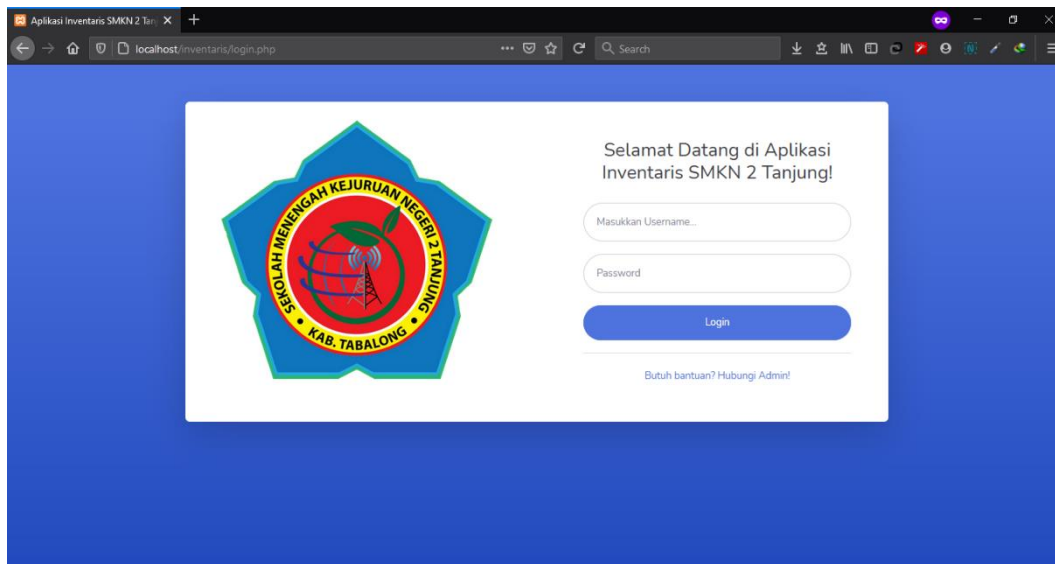 Aplikasi Inventaris SMKN 2 Tan
localhost/inventaris/login.php
Search
SEKOLAH MENENGAH KEJURUAN NEGERI 2 TANJUNG
KAB. TABALONG
Selamat Datang di Aplikasi
Inventaris SMKN 2 Tanjung!
Masukkan Username...
Password
Login
Butuh bantuan? Hubungi Admin!